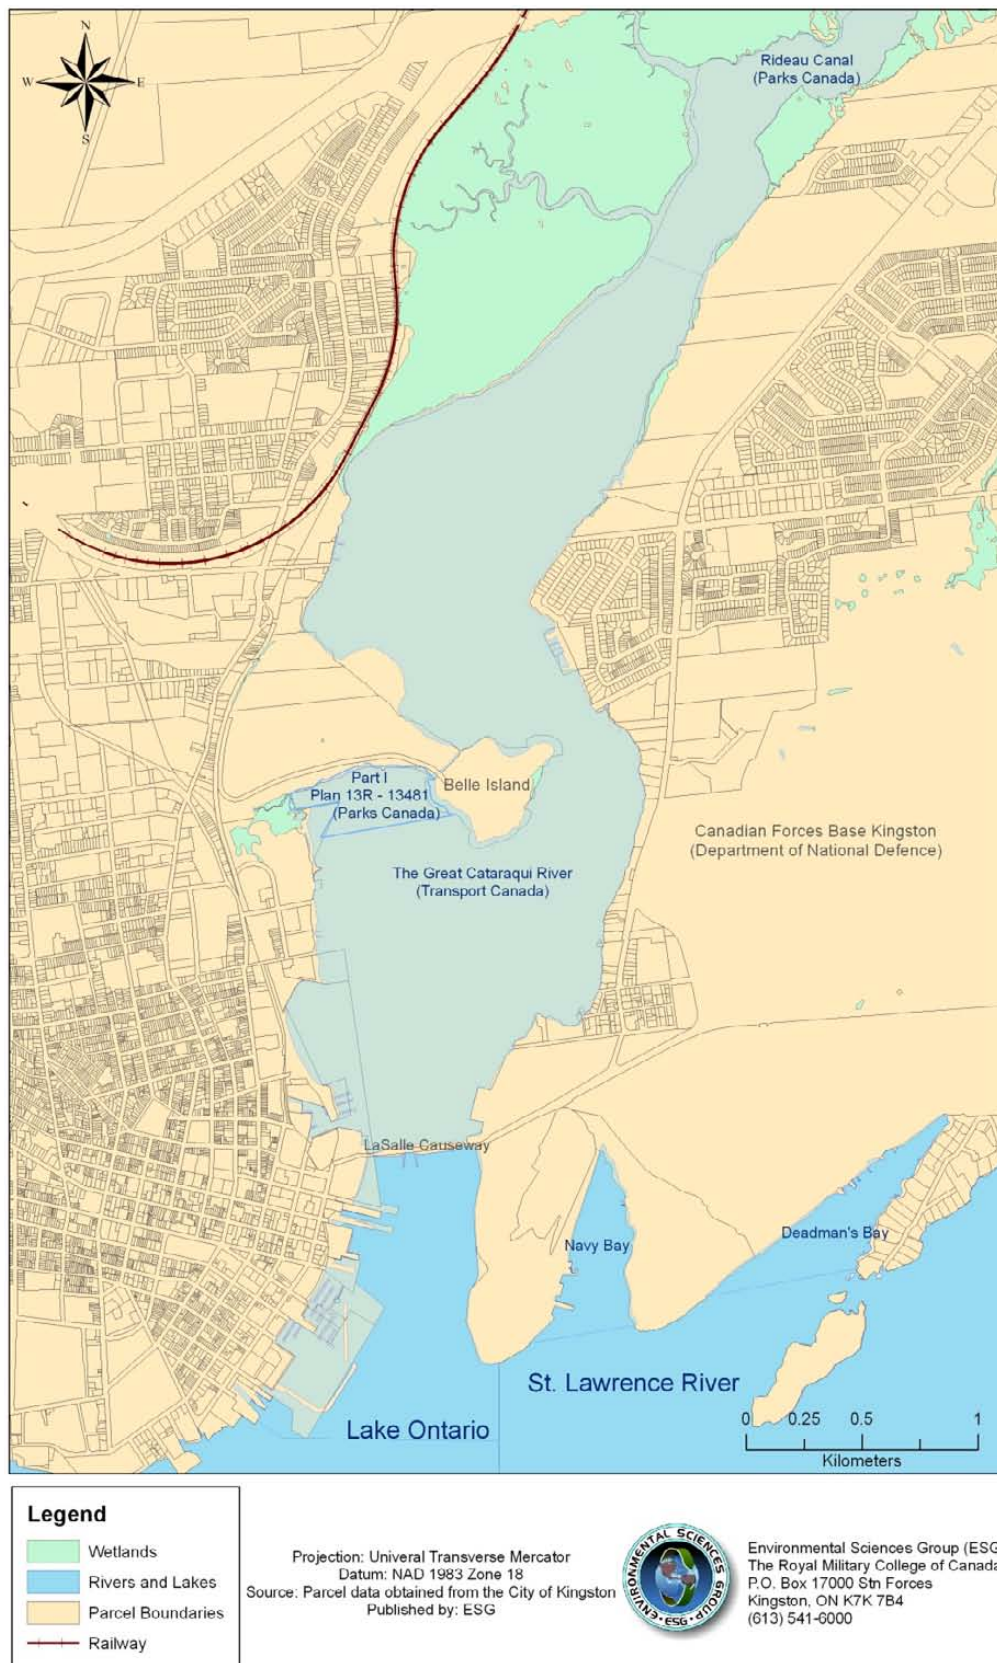 N
W E
S
Rideau Canal
(Parks Canada)
Part I
Plan 13R - 13481
(Parks Canada)
Belle Island
Canadian Forces Base Kingston
(Department of National Defence)
The Great Cataraqui River
(Transport Canada)
LaSalle Causeway
Navy Bay
Deadman's Bay
St. Lawrence River
Lake Ontario
0 0.25 0.5 1
Kilometers
Legend
Wetlands
Rivers and Lakes
Parcel Boundaries
Railway
Projection: Univeral Transverse Mercator
Datum: NAD 1983 Zone 18
Source: Parcel data obtained from the City of Kingston
Published by: ESG
ENVIRONMENTAL SCIENCES GROUP
ESG
Environmental Sciences Group (ESG
The Royal Military College of Canada
P.O. Box 17000 Stn Forces
Kingston, ON K7K 7B4
(613) 541-6000